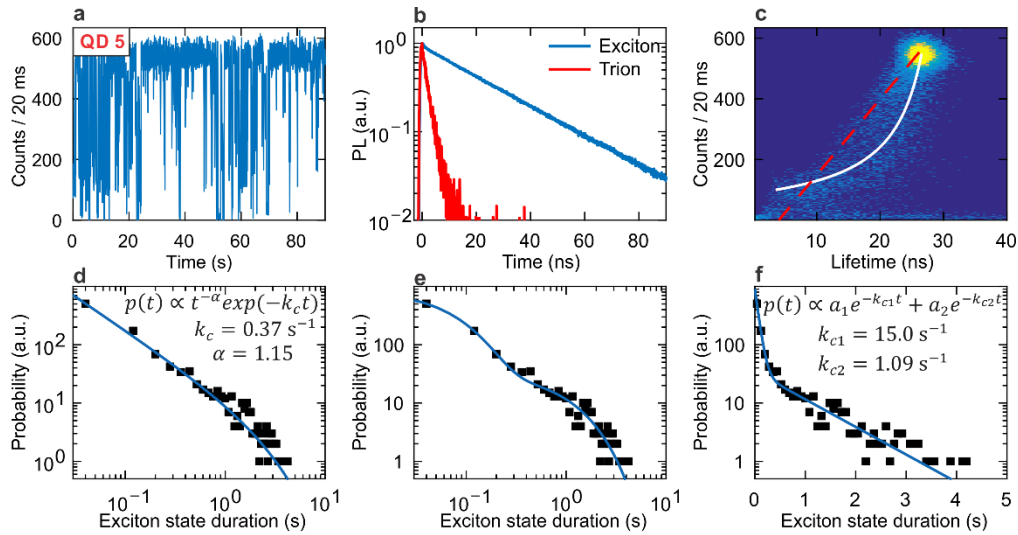 a
QD 5
Counts / 20 ms
600
400
200
0
0 20 40 60 80
Time (s)
b
Exciton
Trion
PL (a.u.)
10⁰
10⁻¹
10⁻²
0 20 40 60 80
Time (ns)
c
Counts / 20 ms
600
400
200
10 20 30 40
Lifetime (ns)
d
p(t) ∝ t^{-α}exp(−k_c t)
k_c = 0.37 s⁻¹
α = 1.15
Probability (a.u.)
10²
10¹
10⁰
10⁻¹ 10⁰ 10¹
Exciton state duration (s)
e
Probability (a.u.)
100
10
1
10⁻¹ 10⁰ 10¹
Exciton state duration (s)
f
p(t) ∝ a₁e^{−k_{c1}t} + a₂e^{−k_{c2}t}
k_{c1} = 15.0 s⁻¹
k_{c2} = 1.09 s⁻¹
Probability (a.u.)
100
10
1
0 1 2 3 4 5
Exciton state duration (s)